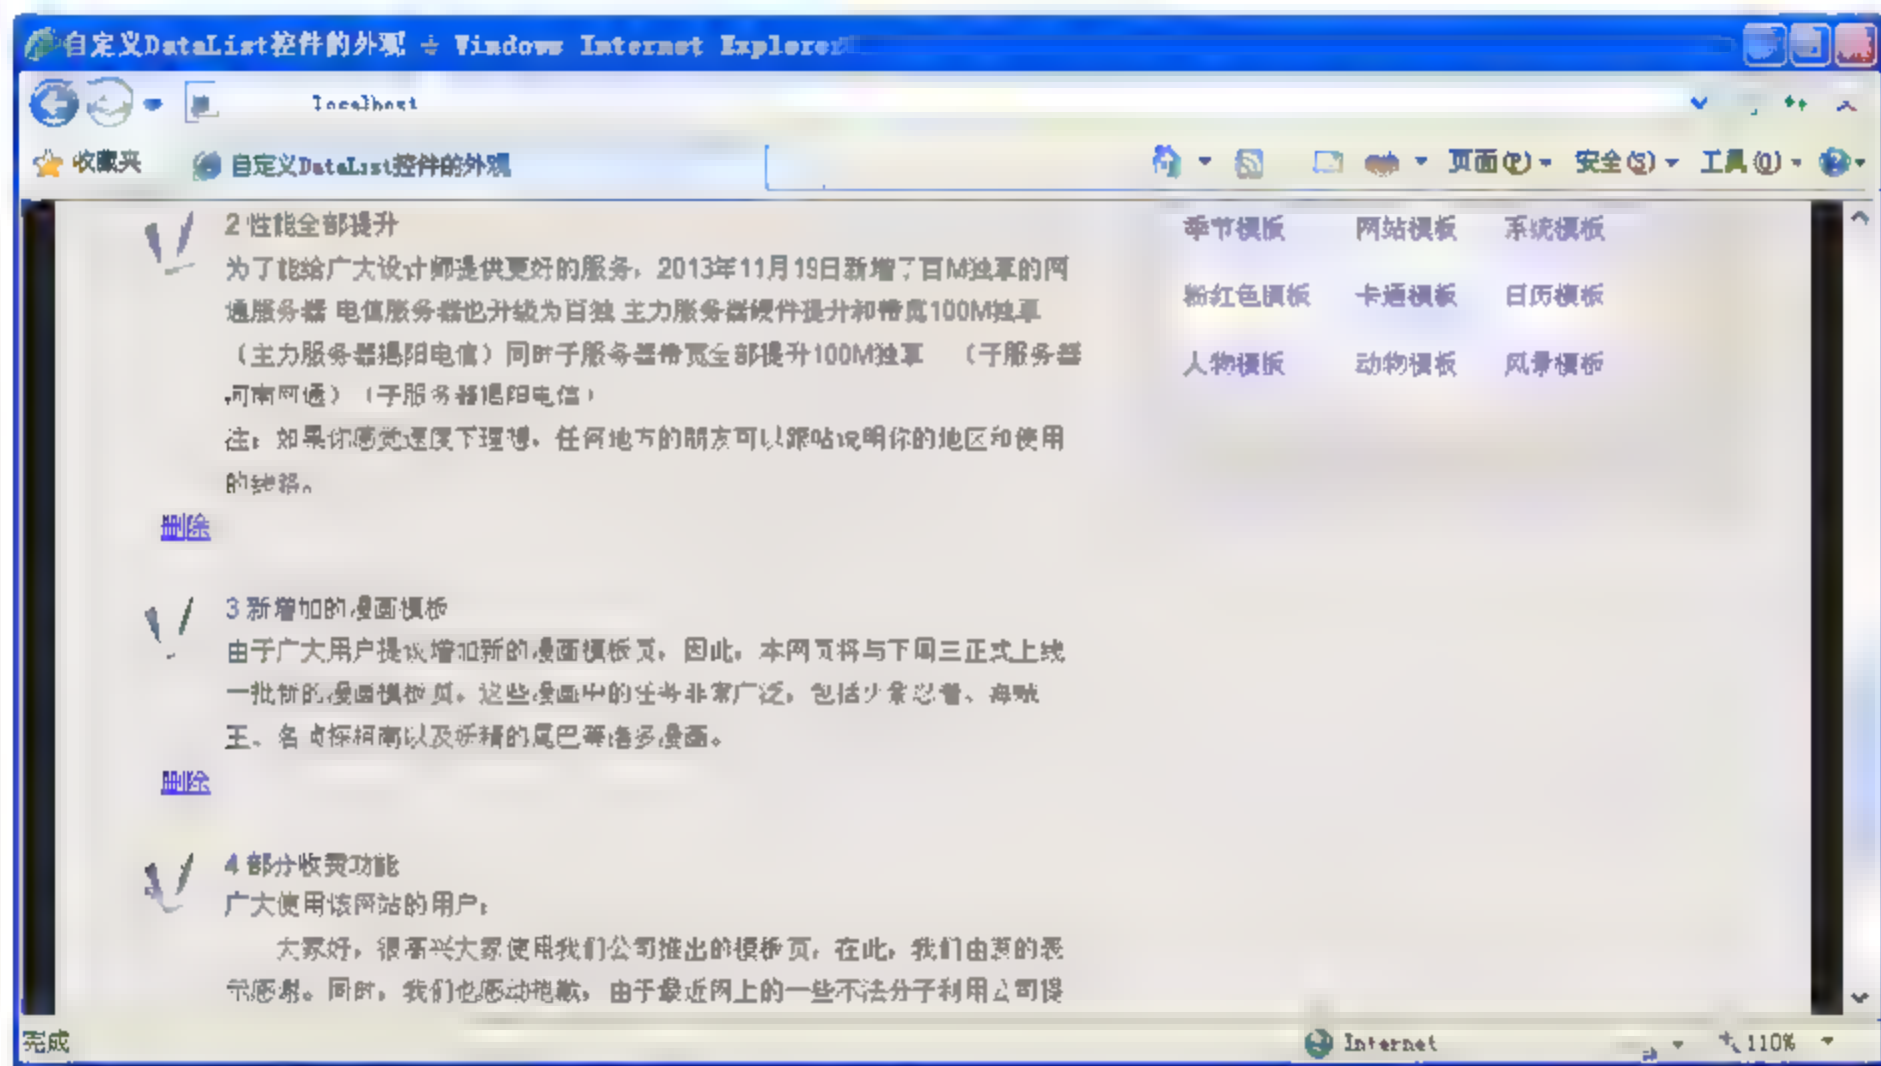 自定义DataList控件的外观 - Windows Internet Explorer
localhost
收藏夹 自定义DataList控件的外观 页面(P) 安全(S) 工具(O)
2 性能全部提升
为了能给广大设计师提供更好的服务，2013年11月19日新增了百M独享的网
通服务器 电信服务器也升级为百独 主力服务器硬件提升和带宽100M独享
（主力服务器揭阳电信）同时子服务器带宽全部提升100M独享 （子服务器
河南网通）（子服务器揭阳电信）
注：如果你感觉速度下理想，任何地方的朋友可以跟帖说明你的地区和使用
的线路。
删除
3 新增加的漫画模板
由于广大用户提议增加新的漫画模板页，因此，本网页将与下周三正式上线
一批新的漫画模板页，这些漫画中的任务非常广泛，包括火影忍者、海贼
王、名贞探柯南以及妖精的尾巴等诸多漫画。
删除
4 部分收费功能
广大使用该网站的用户：
大家好，很高兴大家使用我们公司推出的模板页，在此，我们由衷的表
示感谢。同时，我们也感动抱歉，由于最近网上的一些不法分子利用公司提
季节模版 网站模板 系统模板
粉红色模板 卡通模板 日历模板
人物模板 动物模板 风景模板
完成 Internet 110%